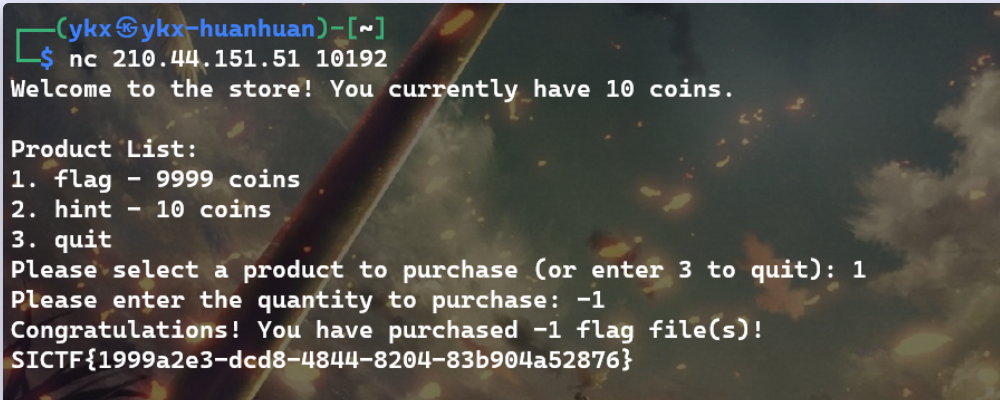 ┌──(ykx㉿ykx-huanhuan)-[~]
└─$ nc 210.44.151.51 10192
Welcome to the store! You currently have 10 coins.
Product List:
1. flag - 9999 coins
2. hint - 10 coins
3. quit
Please select a product to purchase (or enter 3 to quit): 1
Please enter the quantity to purchase: -1
Congratulations! You have purchased -1 flag file(s)!
SICTF{1999a2e3-dcd8-4844-8204-83b904a52876}